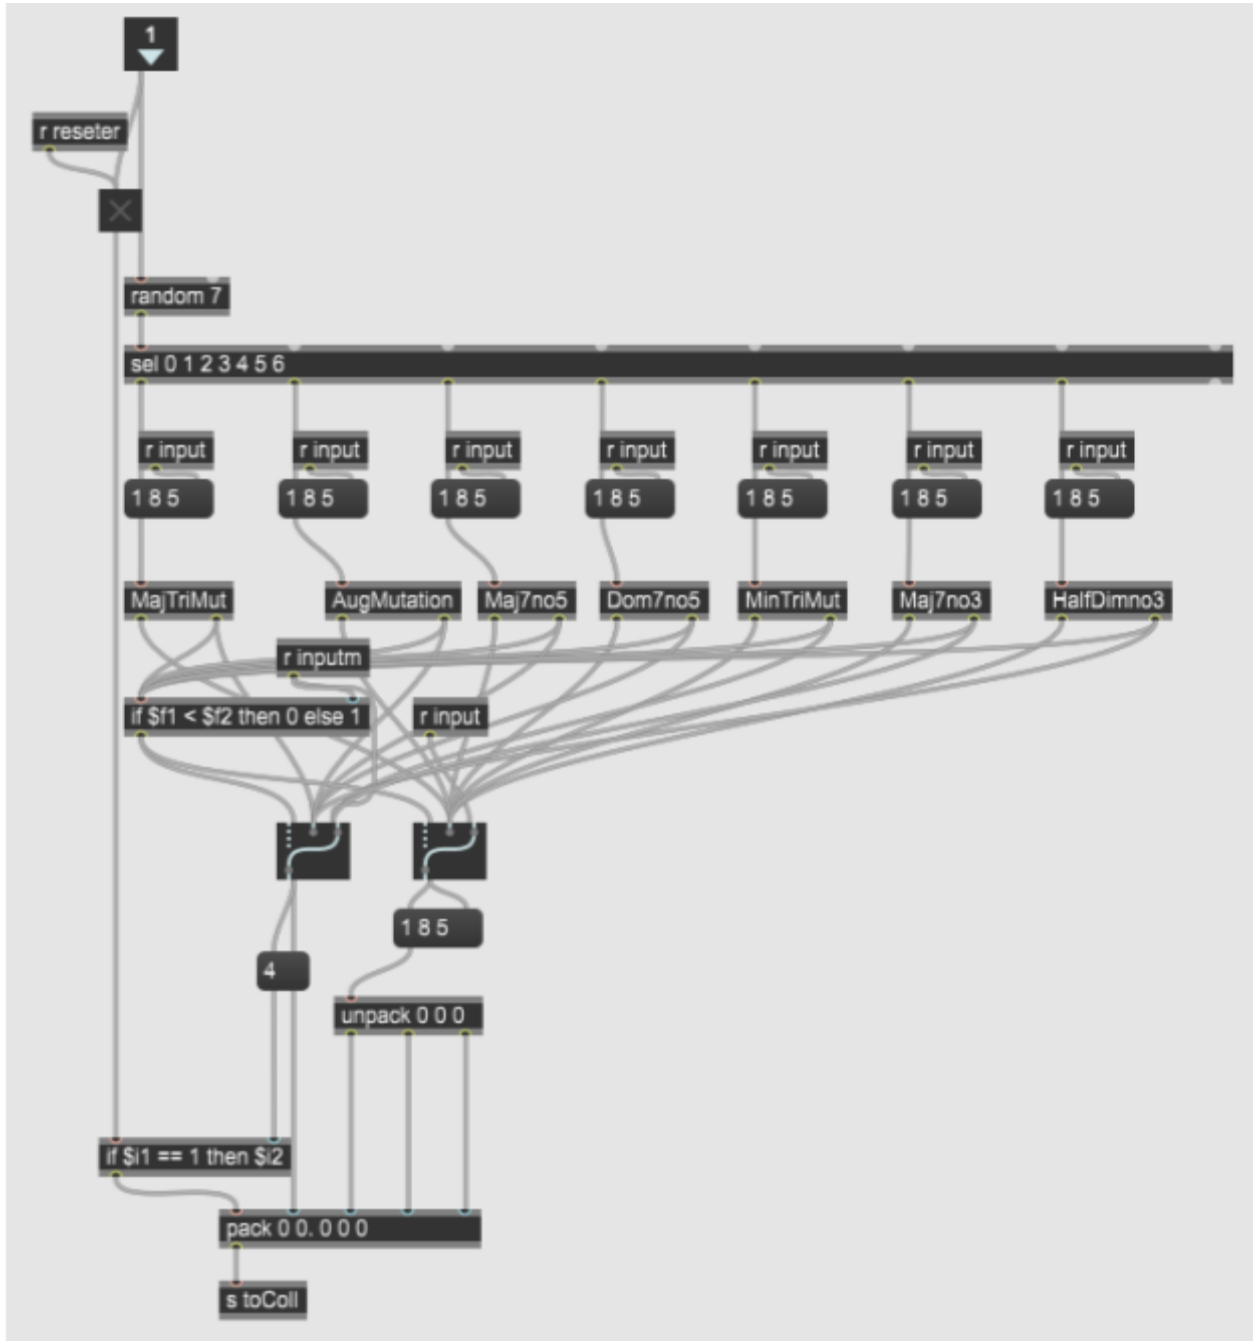 1
r reseter
random 7
sel 0 1 2 3 4 5 6
r input r input r input r input r input r input r input
1 8 5 1 8 5 1 8 5 1 8 5 1 8 5 1 8 5 1 8 5
MajTriMut AugMutation Maj7no5 Dom7no5 MinTriMut Maj7no3 HalfDimno3
r inputm
if $f1 < $f2 then 0 else 1 r input
1 8 5
4
unpack 0 0 0
if $i1 == 1 then $i2
pack 0 0. 0 0 0
s toColl